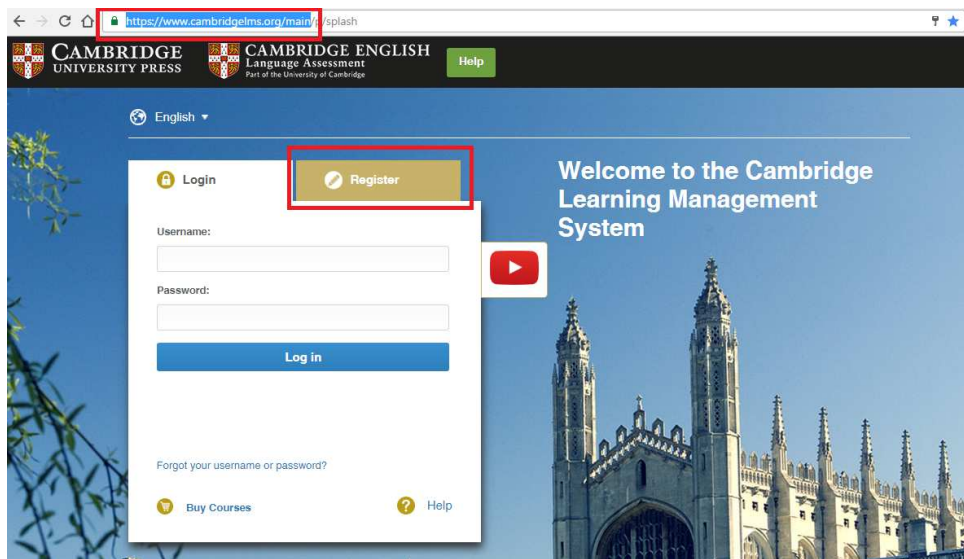 https://www.cambridgelms.org/main/p/splash
CAMBRIDGE
UNIVERSITY PRESS
CAMBRIDGE ENGLISH
Language Assessment
Part of the University of Cambridge
Help
English
Login
Register
Welcome to the Cambridge
Learning Management
System
Username:
Password:
Log in
Forgot your username or password?
Buy Courses
Help